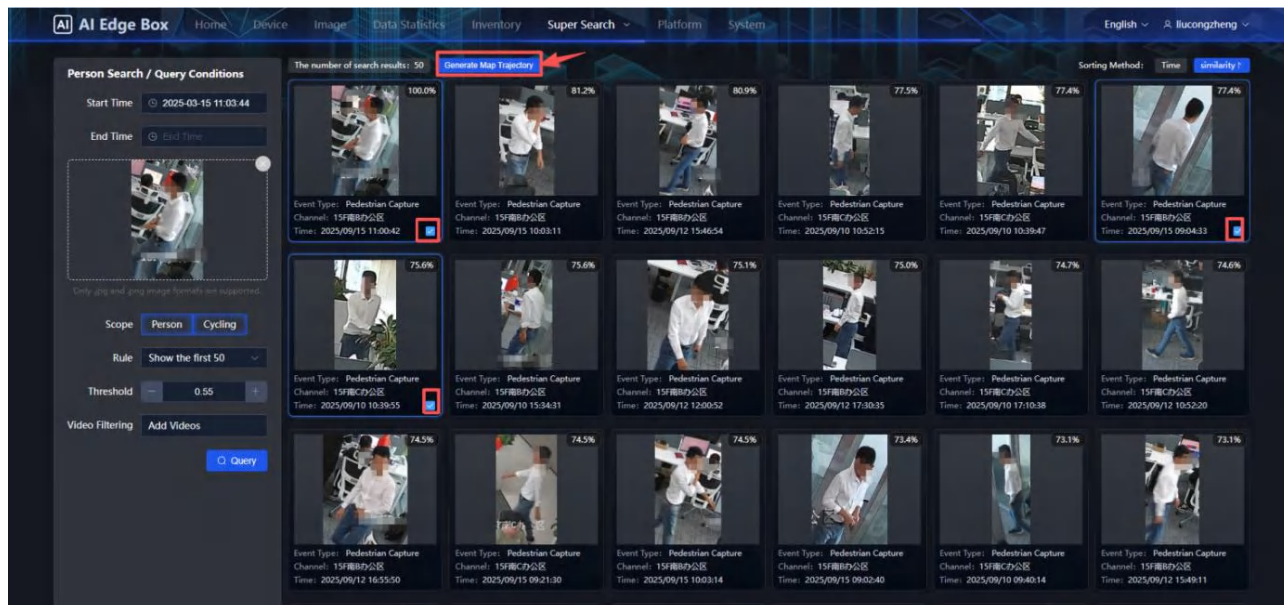 AI AI Edge Box Home Device Image Data Statistics Inventory Super Search Platform System English liucongzheng
Person Search / Query Conditions
Start Time 2025-03-15 11:03:44
End Time End Time
Only .jpg and .jpeg image formats are supported.
Scope Person Cycling
Rule Show the first 50
Threshold − 0.55 +
Video Filtering Add Videos
Query
The number of search results: 50 Generate Map Trajectory Sorting Method: Time similarity↑
100.0% 81.2% 80.9% 77.5% 77.4% 77.4%
Event Type: Pedestrian Capture Event Type: Pedestrian Capture Event Type: Pedestrian Capture Event Type: Pedestrian Capture Event Type: Pedestrian Capture Event Type: Pedestrian Capture
Channel: 15F南B办公区 Channel: 15F南B办公区 Channel: 15F南B办公区 Channel: 15F南C办公区 Channel: 15F南C办公区 Channel: 15F南B办公区
Time: 2025/09/15 11:00:42 Time: 2025/09/15 10:03:11 Time: 2025/09/12 15:46:54 Time: 2025/09/10 10:52:15 Time: 2025/09/10 10:39:47 Time: 2025/09/15 09:04:33
75.6% 75.6% 75.1% 75.0% 74.7% 74.6%
Event Type: Pedestrian Capture Event Type: Pedestrian Capture Event Type: Pedestrian Capture Event Type: Pedestrian Capture Event Type: Pedestrian Capture Event Type: Pedestrian Capture
Channel: 15F南C办公区 Channel: 15F南B办公区 Channel: 15F南B办公区 Channel: 15F南C办公区 Channel: 15F南C办公区 Channel: 15F南B办公区
Time: 2025/09/10 10:39:55 Time: 2025/09/10 15:34:31 Time: 2025/09/12 12:00:52 Time: 2025/09/12 17:30:35 Time: 2025/09/10 17:10:38 Time: 2025/09/12 10:52:20
74.5% 74.5% 74.5% 73.4% 73.1% 73.1%
Event Type: Pedestrian Capture Event Type: Pedestrian Capture Event Type: Pedestrian Capture Event Type: Pedestrian Capture Event Type: Pedestrian Capture Event Type: Pedestrian Capture
Channel: 15F南B办公区 Channel: 15F南C办公区 Channel: 15F南B办公区 Channel: 15F南B办公区 Channel: 15F南C办公区 Channel: 15F南B办公区
Time: 2025/09/12 16:55:50 Time: 2025/09/15 09:21:30 Time: 2025/09/15 10:03:14 Time: 2025/09/15 09:02:40 Time: 2025/09/10 09:40:14 Time: 2025/09/12 15:49:11